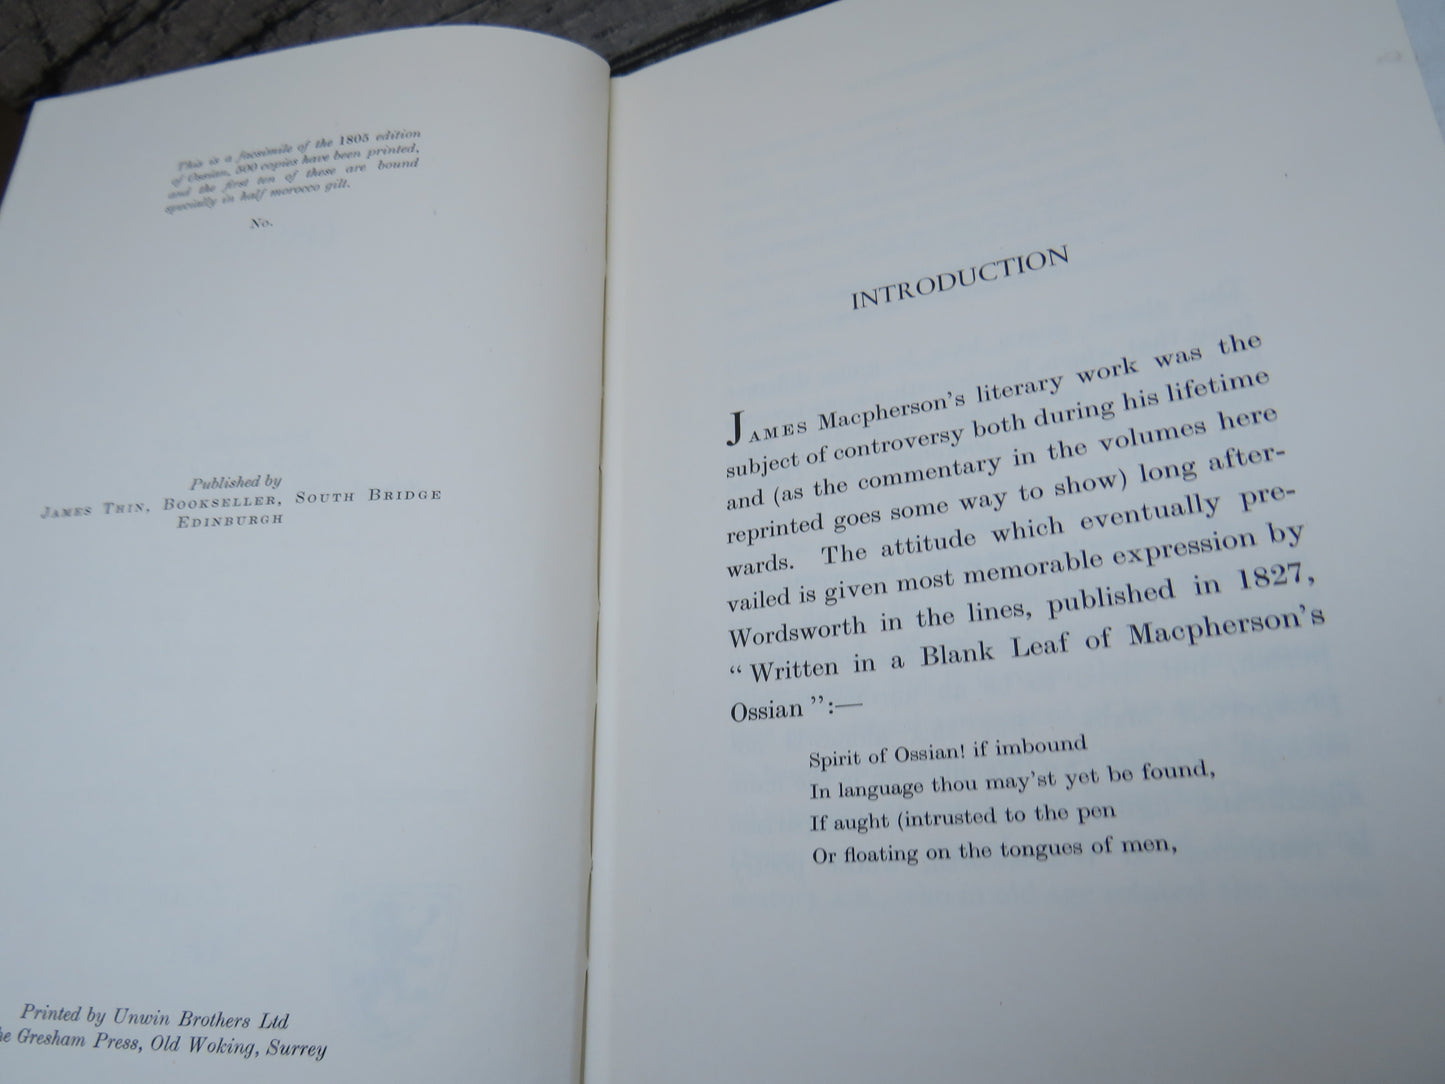 This is a facsimile of the 1805 edition
of Ossian, 500 copies have been printed,
and the first ten of these are bound
specially in half morocco gilt.
No.
Published by
James Thin, Bookseller, South Bridge
Edinburgh
Printed by Unwin Brothers Ltd
Gresham Press, Old Woking, Surrey
INTRODUCTION
James Macpherson's literary work was the
subject of controversy both during his lifetime
and (as the commentary in the volumes here
reprinted goes some way to show) long after-
wards. The attitude which eventually pre-
vailed is given most memorable expression by
Wordsworth in the lines, published in 1827,
“ Written in a Blank Leaf of Macpherson's
Ossian ”:—
Spirit of Ossian! if imbound
In language thou may'st yet be found,
If aught (intrusted to the pen
Or floating on the tongues of men,